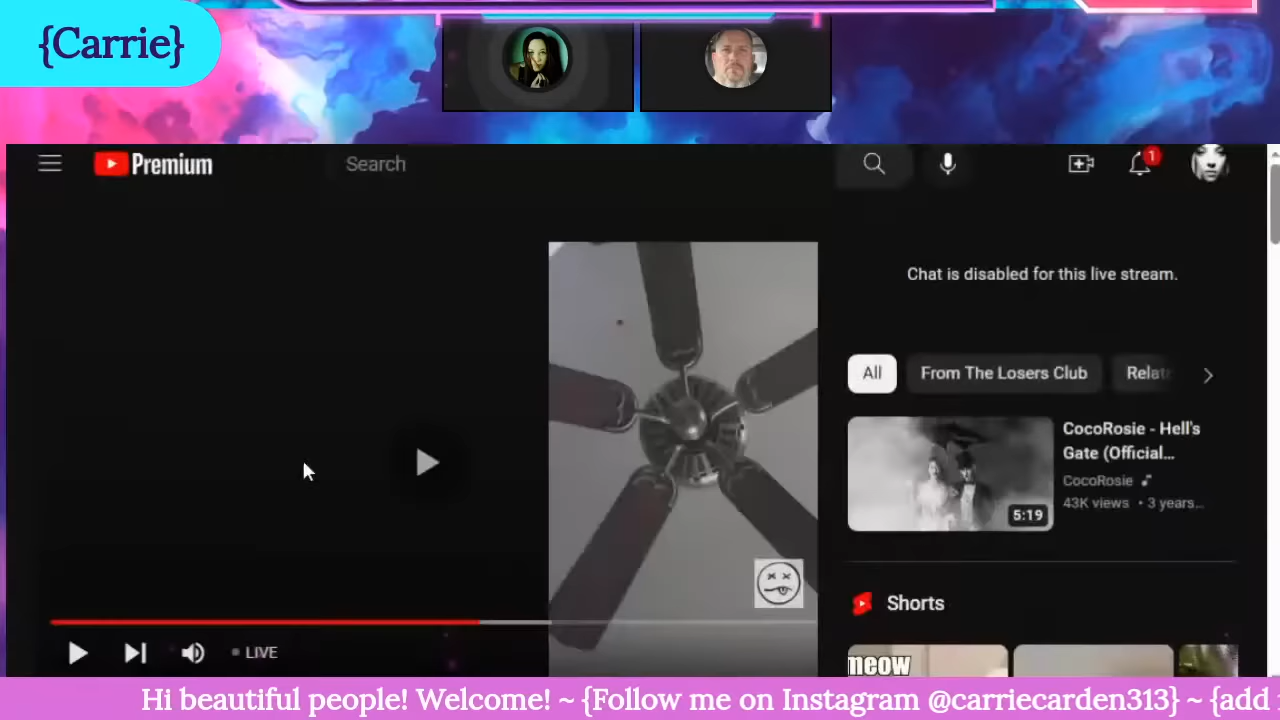 {Carrie}
Premium
Search
1
Chat is disabled for this live stream.
All
From The Losers Club
CocoRosie - Hell's
Gate (Official...
CocoRosie
43K views • 3 years...
5:19
Shorts
LIVE
meow
Hi beautiful people! Welcome! ~ {Follow me on Instagram @carriecarden313} ~ {add